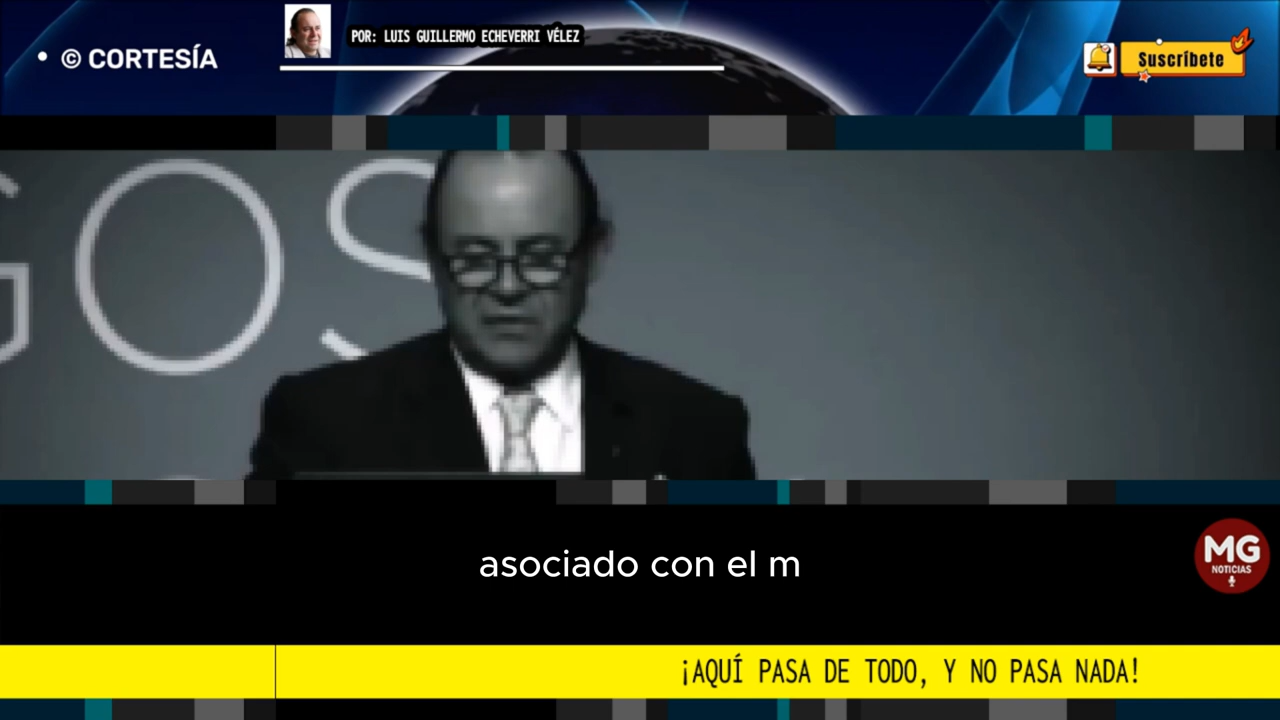 • © CORTESÍA
POR: LUIS GUILLERMO ECHEVERRI VÉLEZ
Suscríbete
GOS
asociado con el m
MG
NOTICIAS
¡AQUÍ PASA DE TODO, Y NO PASA NADA!